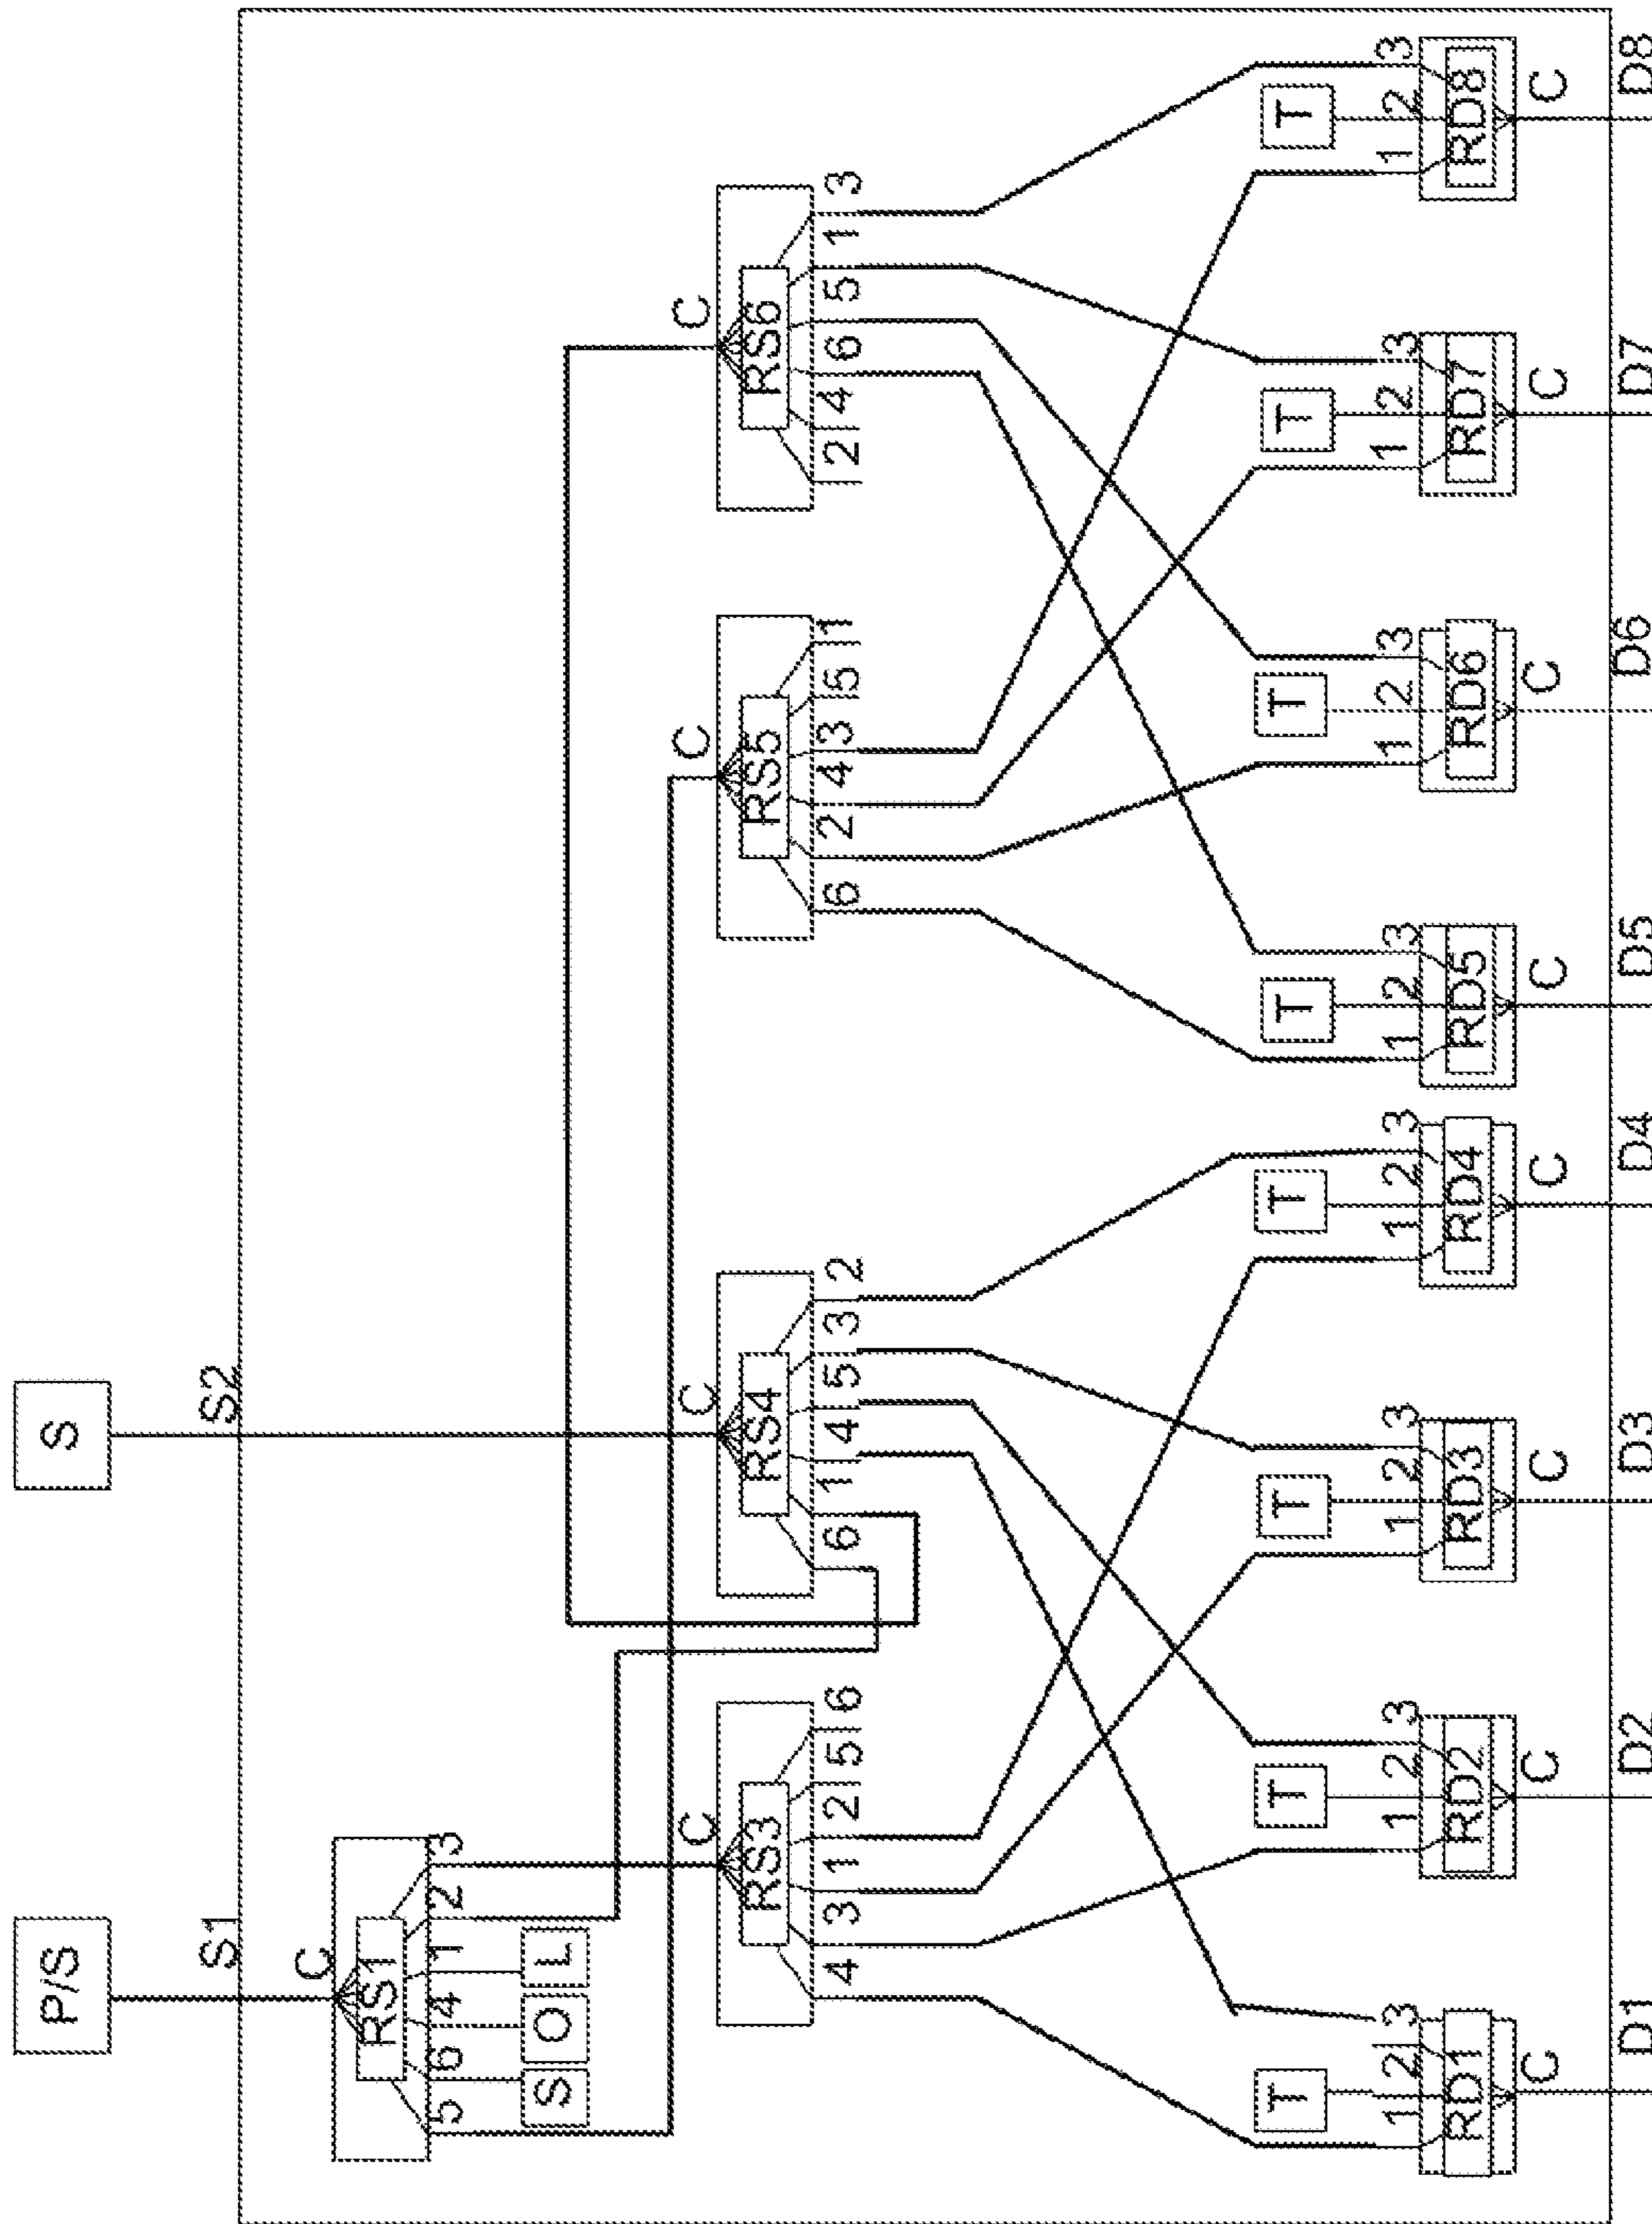 P/S
S
S1
S2
C
RS1
5 6 4 1 2 3
S O L
C C C C
RS3 RS4 RS5 RS6
4 3 1 2 5 6
6 1 4 5 3 2
6 2 4 3 5 1
2 4 6 5 1 3
T T T T T T T T
1 2 3
1 2 3
1 2 3
1 2 3
1 2 3
1 2 3
1 2 3
1 2 3
RD1 RD2 RD3 RD4 RD5 RD6 RD7 RD8
C C C C C C C C
D1 D2 D3 D4 D5 D6 D7 D8